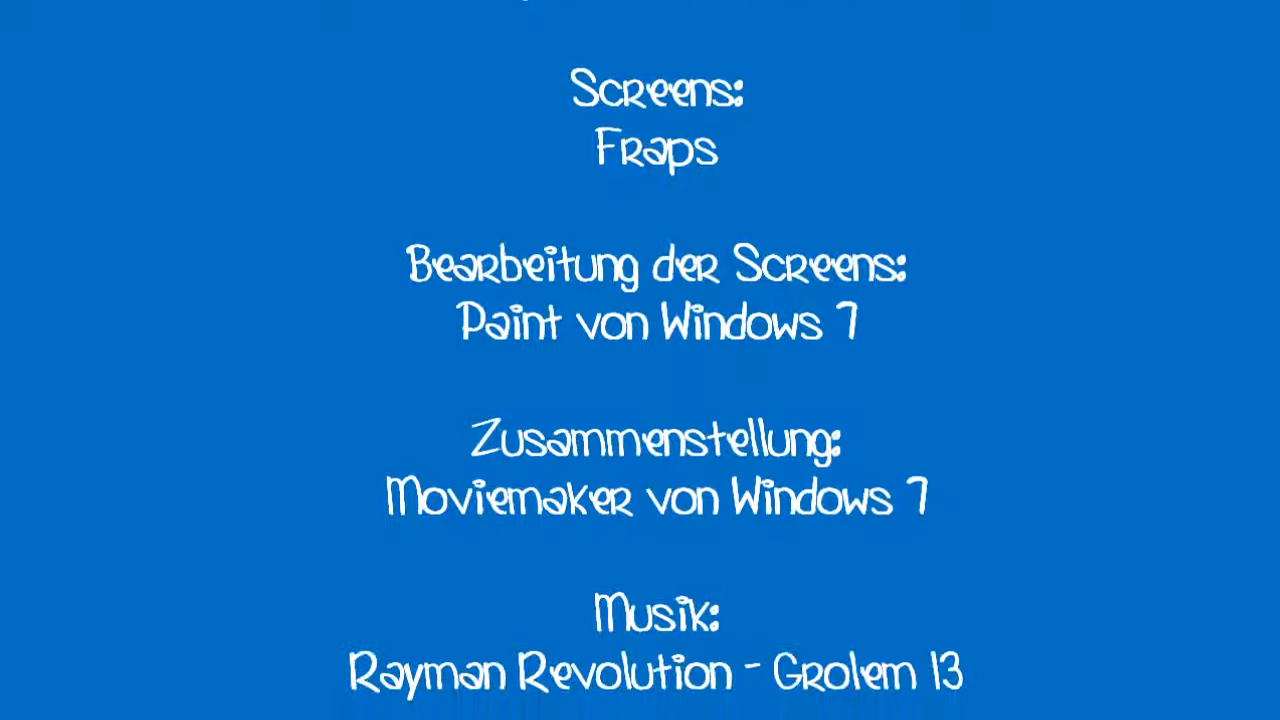 Screens:
Fraps
Bearbeitung der Screens:
Paint von Windows 7
Zusammenstellung:
Moviemaker von Windows 7
Musik:
Rayman Revolution - Grolem 13